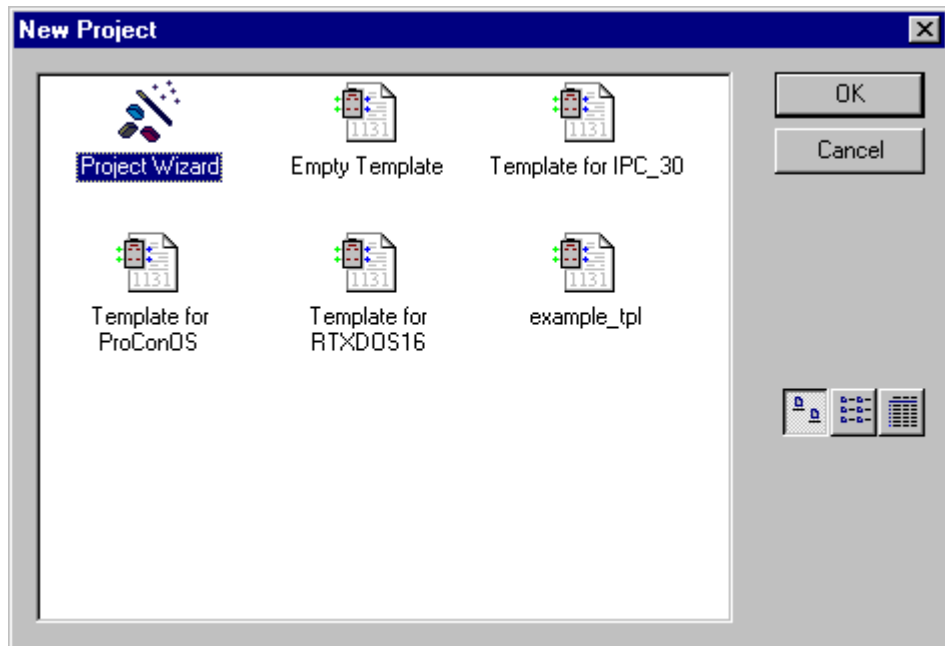 New Project
OK
Cancel
Project Wizard
Empty Template
1131
Template for IPC_30
1131
Template for
ProConOS
1131
Template for
RTXDOS16
1131
example_tpl
1131